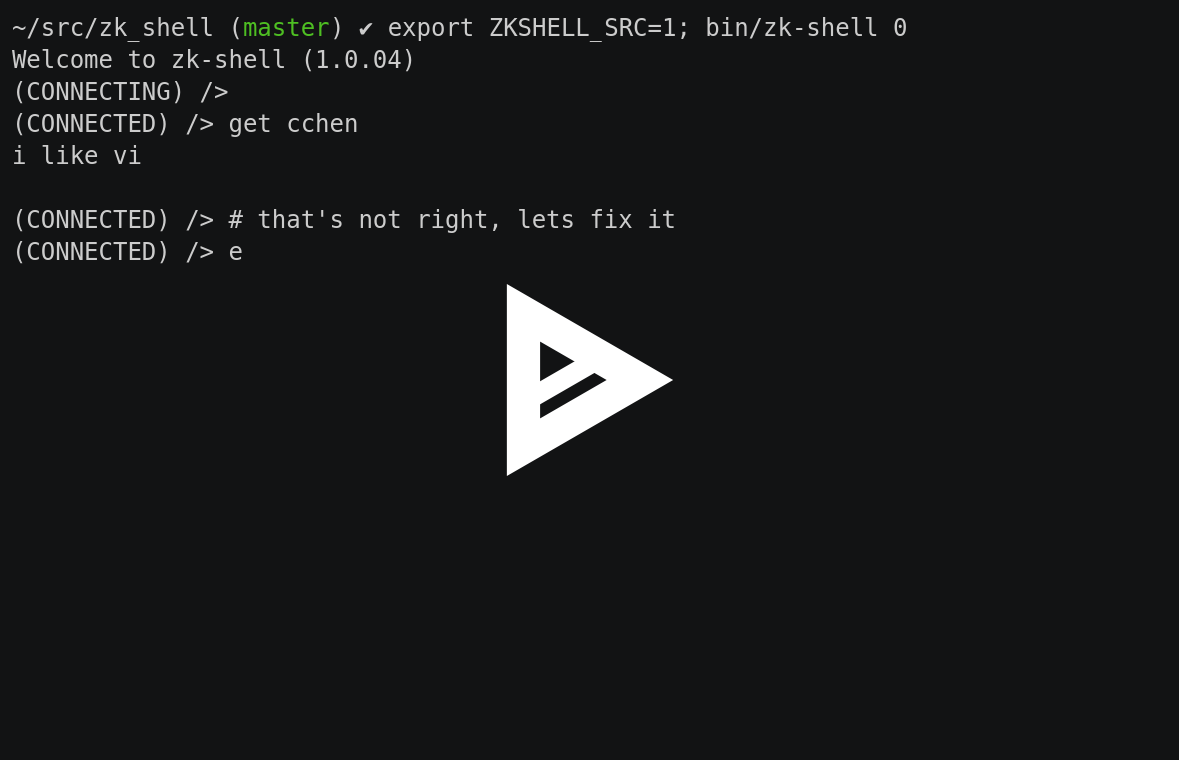 ~/src/zk_shell (master) ✔ export ZKSHELL_SRC=1; bin/zk-shell 0
Welcome to zk-shell (1.0.04)
(CONNECTING) />
(CONNECTED) /> get cchen
i like vi
(CONNECTED) /> # that's not right, lets fix it
(CONNECTED) /> e